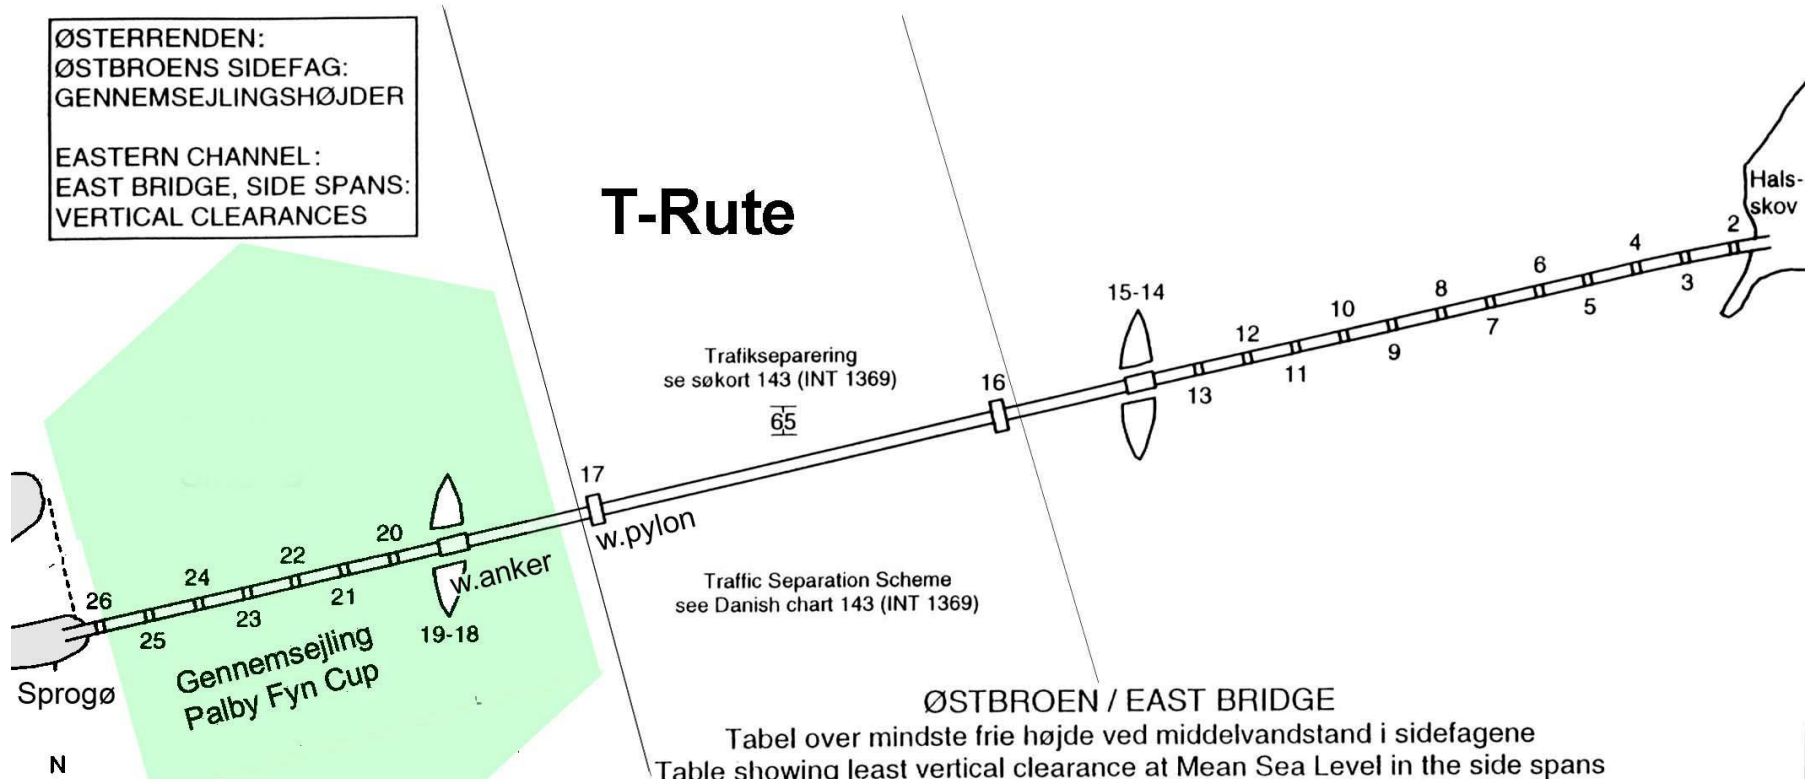 ØSTERRENDEN:
ØSTBROENS SIDEFAG:
GENNEMSEJLINGSHØJDER
EASTERN CHANNEL:
EAST BRIDGE, SIDE SPANS:
VERTICAL CLEARANCES
T-Rute
Hals-
skov
2
4
3
6
5
8
7
10
9
12
11
15-14
13
16
Trafikseparering
se søkort 143 (INT 1369)
65
17
w.pylon
w.anker
20
22
21
24
23
26
25
19-18
Traffic Separation Scheme
see Danish chart 143 (INT 1369)
Gennemsejling
Palby Fyn Cup
Sprogø
N
ØSTBROEN / EAST BRIDGE
Tabel over mindste frie højde ved middelvandstand i sidefagene
Table showing least vertical clearance at Mean Sea Level in the side spans